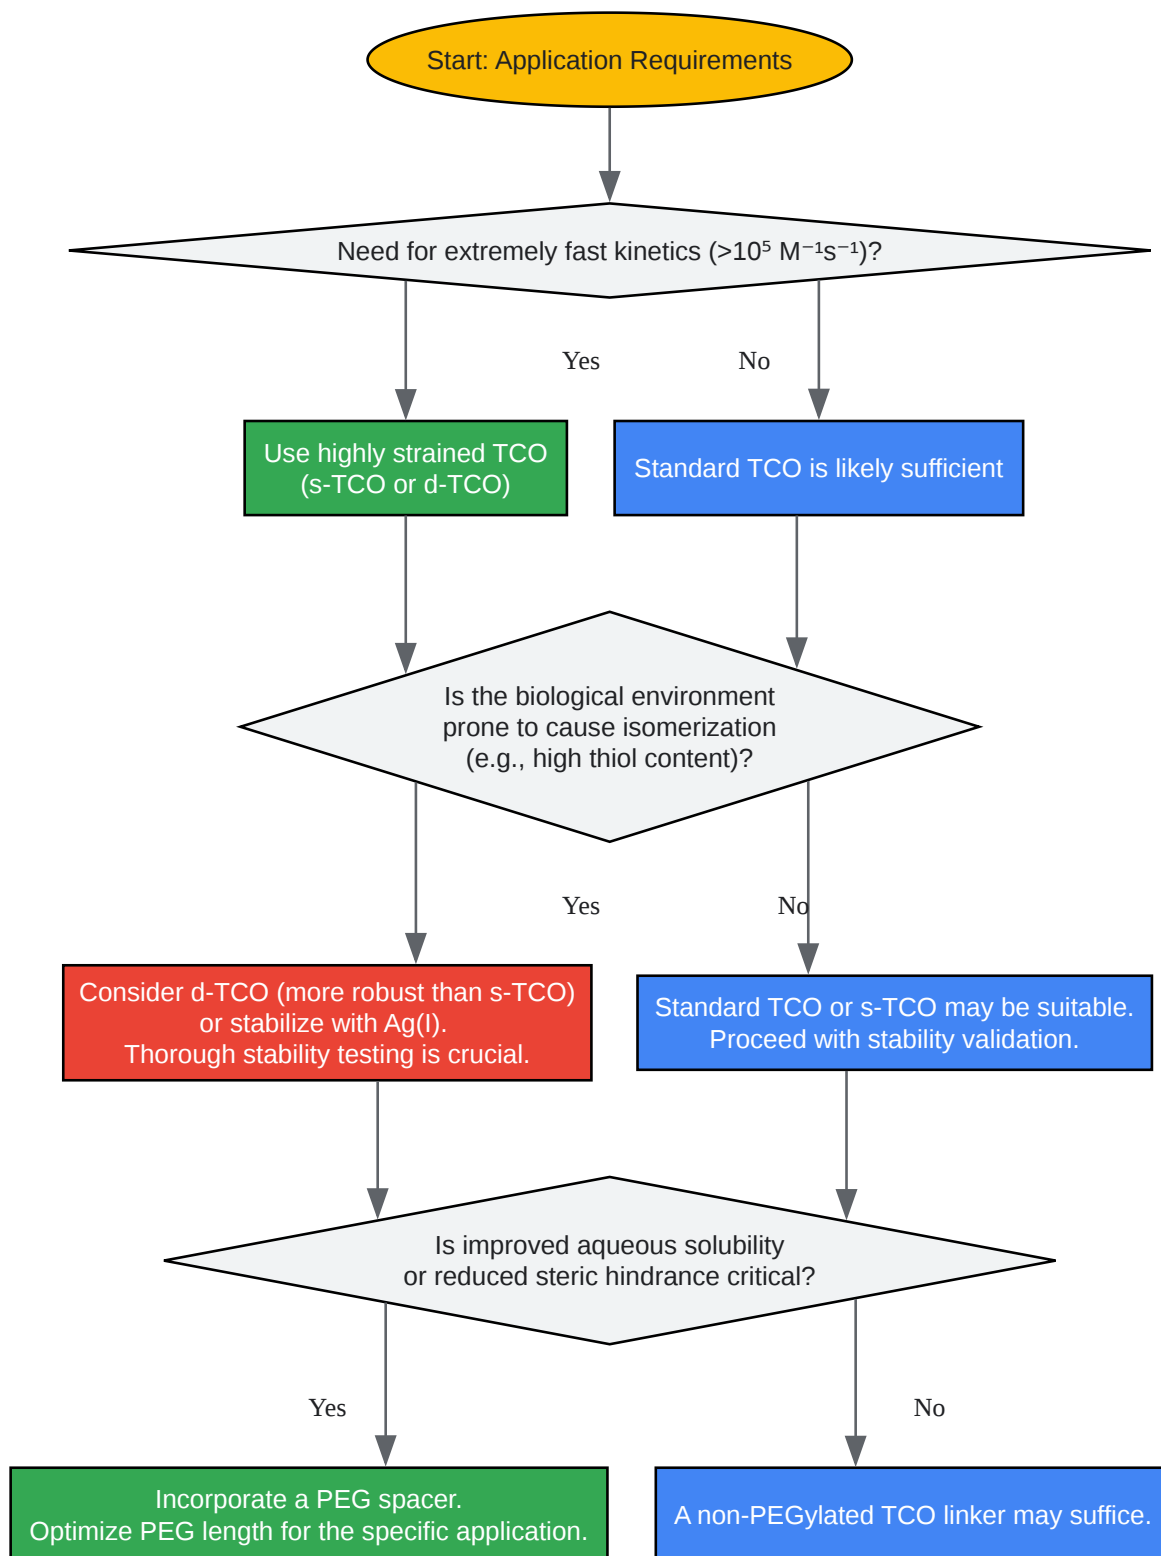 Start: Application Requirements
Need for extremely fast kinetics (>10⁵ M⁻¹s⁻¹)?
Yes
No
Use highly strained TCO
(s-TCO or d-TCO)
Standard TCO is likely sufficient
Is the biological environment
prone to cause isomerization
(e.g., high thiol content)?
Yes
No
Consider d-TCO (more robust than s-TCO)
or stabilize with Ag(I).
Thorough stability testing is crucial.
Standard TCO or s-TCO may be suitable.
Proceed with stability validation.
Is improved aqueous solubility
or reduced steric hindrance critical?
Yes
No
Incorporate a PEG spacer.
Optimize PEG length for the specific application.
A non-PEGylated TCO linker may suffice.